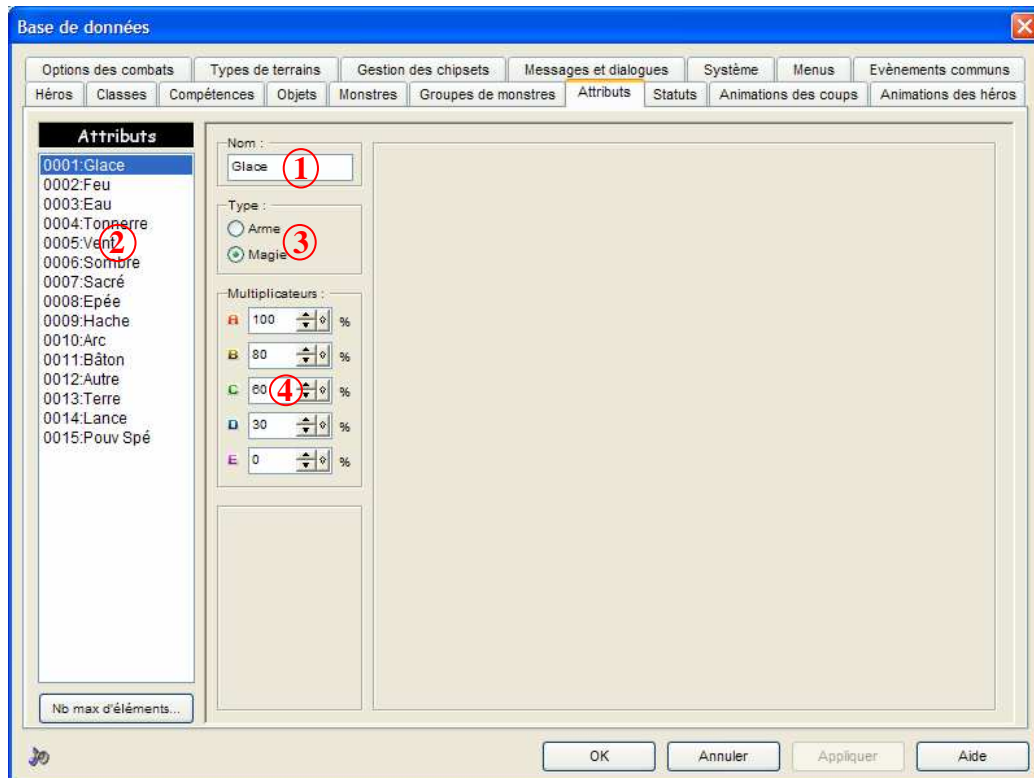 Base de données
Options des combats Types de terrains Gestion des chipsets Messages et dialogues Système Menus Evènements communs
Héros Classes Compétences Objets Monstres Groupes de monstres Attributs Statuts Animations des coups Animations des héros
Attributs
0001:Glace
0002:Feu
0003:Eau
0004:Tonnerre
0005:Vent
0006:Sombre
0007:Sacré
0008:Epée
0009:Hache
0010:Arc
0011:Bâton
0012:Autre
0013:Terre
0014:Lance
0015:Pouv Spé
2
Nb max d'éléments...
Nom :
Glace 1
Type :
Arme
Magie
3
Multiplicateurs :
A 100 %
B 80 %
C 60 4 %
D 30 %
E 0 %
OK Annuler Appliquer Aide